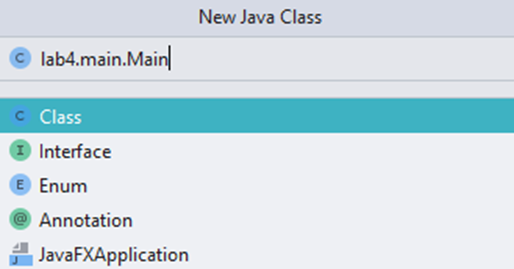 New Java Class
C lab4.main.Main
C Class
I Interface
E Enum
@ Annotation
J JavaFXApplication